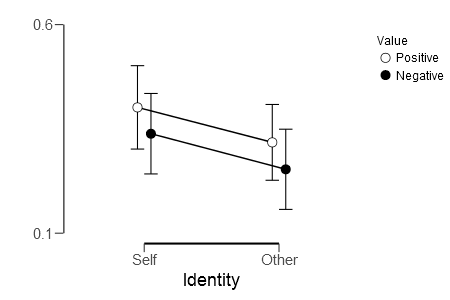 0.6
Value
Positive
Negative
0.1
Self
Other
Identity